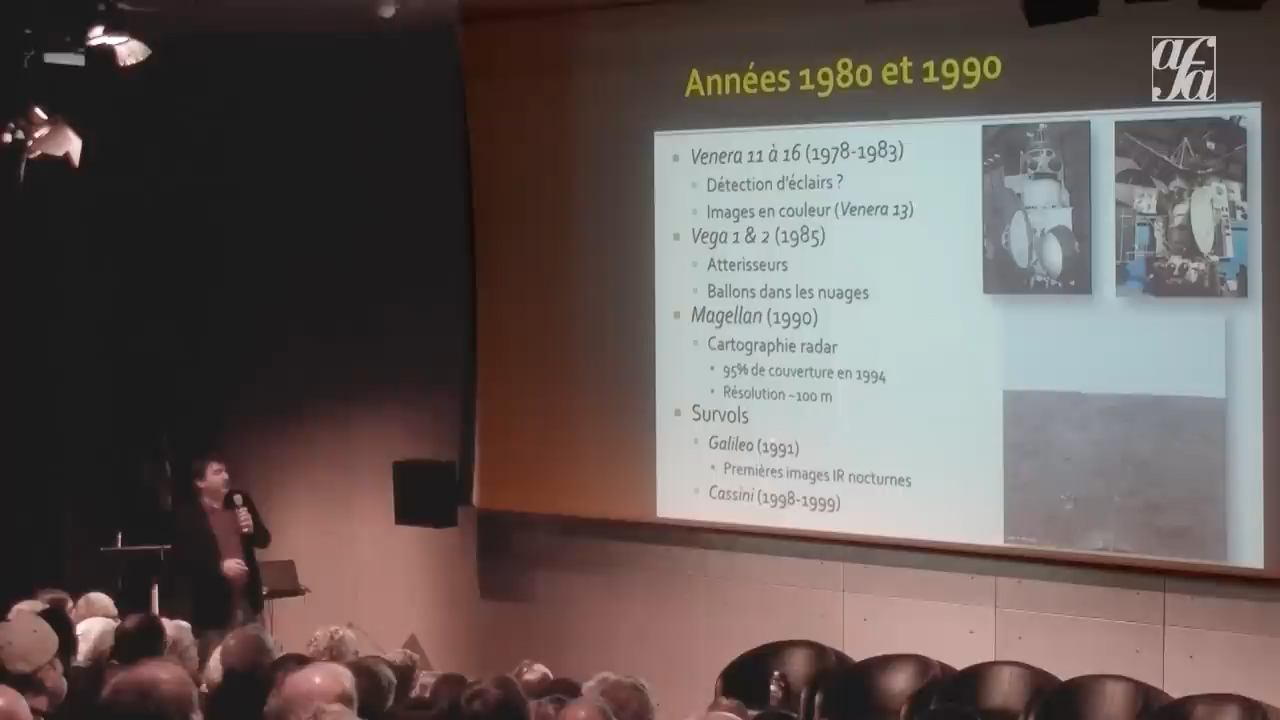 afa
Années 1980 et 1990
Venera 11 à 16 (1978-1983)
Détection d'éclairs ?
Images en couleur (Venera 13)
Vega 1 & 2 (1985)
Atterisseurs
Ballons dans les nuages
Magellan (1990)
Cartographie radar
95% de couverture en 1994
Résolution ~100 m
Survols
Galileo (1991)
Premières images IR nocturnes
Cassini (1998-1999)